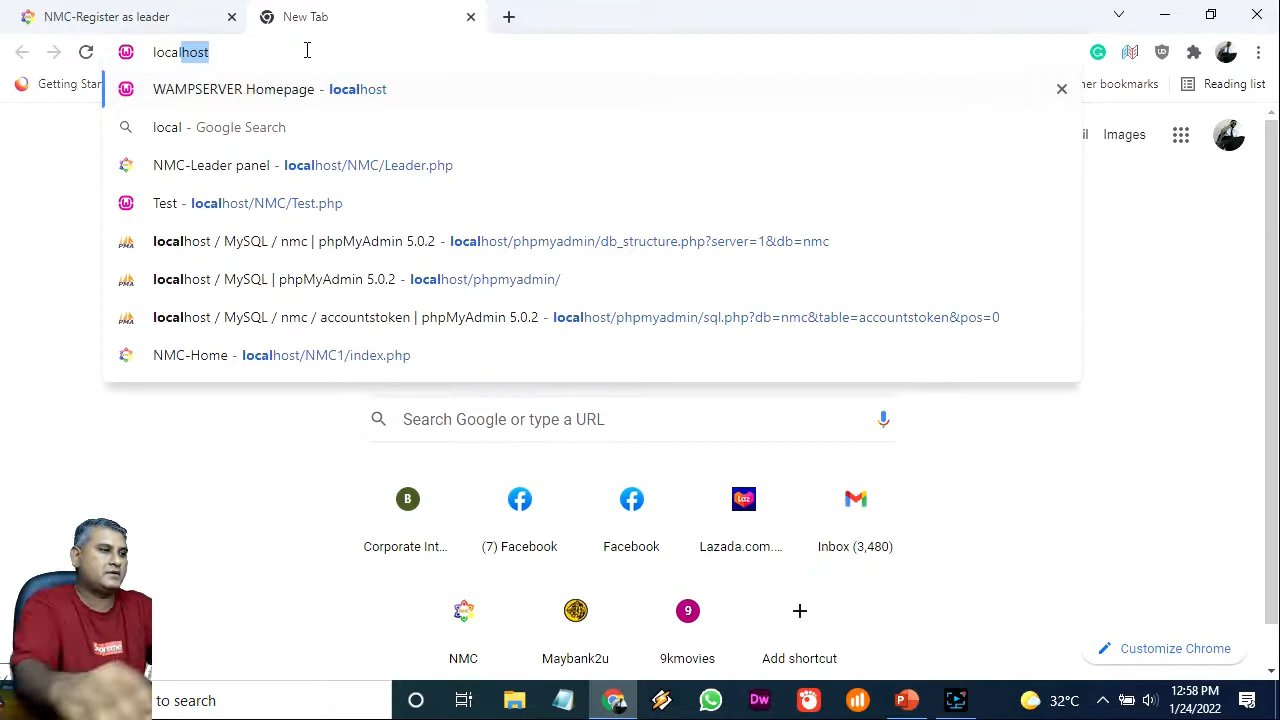 NMC-Register as leader
New Tab
localhost
Getting Star
her bookmarks
Reading list
WAMPSERVER Homepage - localhost
local - Google Search
il
Images
NMC-Leader panel - localhost/NMC/Leader.php
Test - localhost/NMC/Test.php
localhost / MySQL / nmc | phpMyAdmin 5.0.2 - localhost/phpmyadmin/db_structure.php?server=1&db=nmc
localhost / MySQL | phpMyAdmin 5.0.2 - localhost/phpmyadmin/
localhost / MySQL / nmc / accountstoken | phpMyAdmin 5.0.2 - localhost/phpmyadmin/sql.php?db=nmc&table=accountstoken&pos=0
NMC-Home - localhost/NMC1/index.php
Search Google or type a URL
B
Laz
Corporate Int...
(7) Facebook
Facebook
Lazada.com....
Inbox (3,480)
9
NMC
Maybank2u
9kmovies
Add shortcut
Customize Chrome
to search
Dw
32°C
12:58 PM
1/24/2022